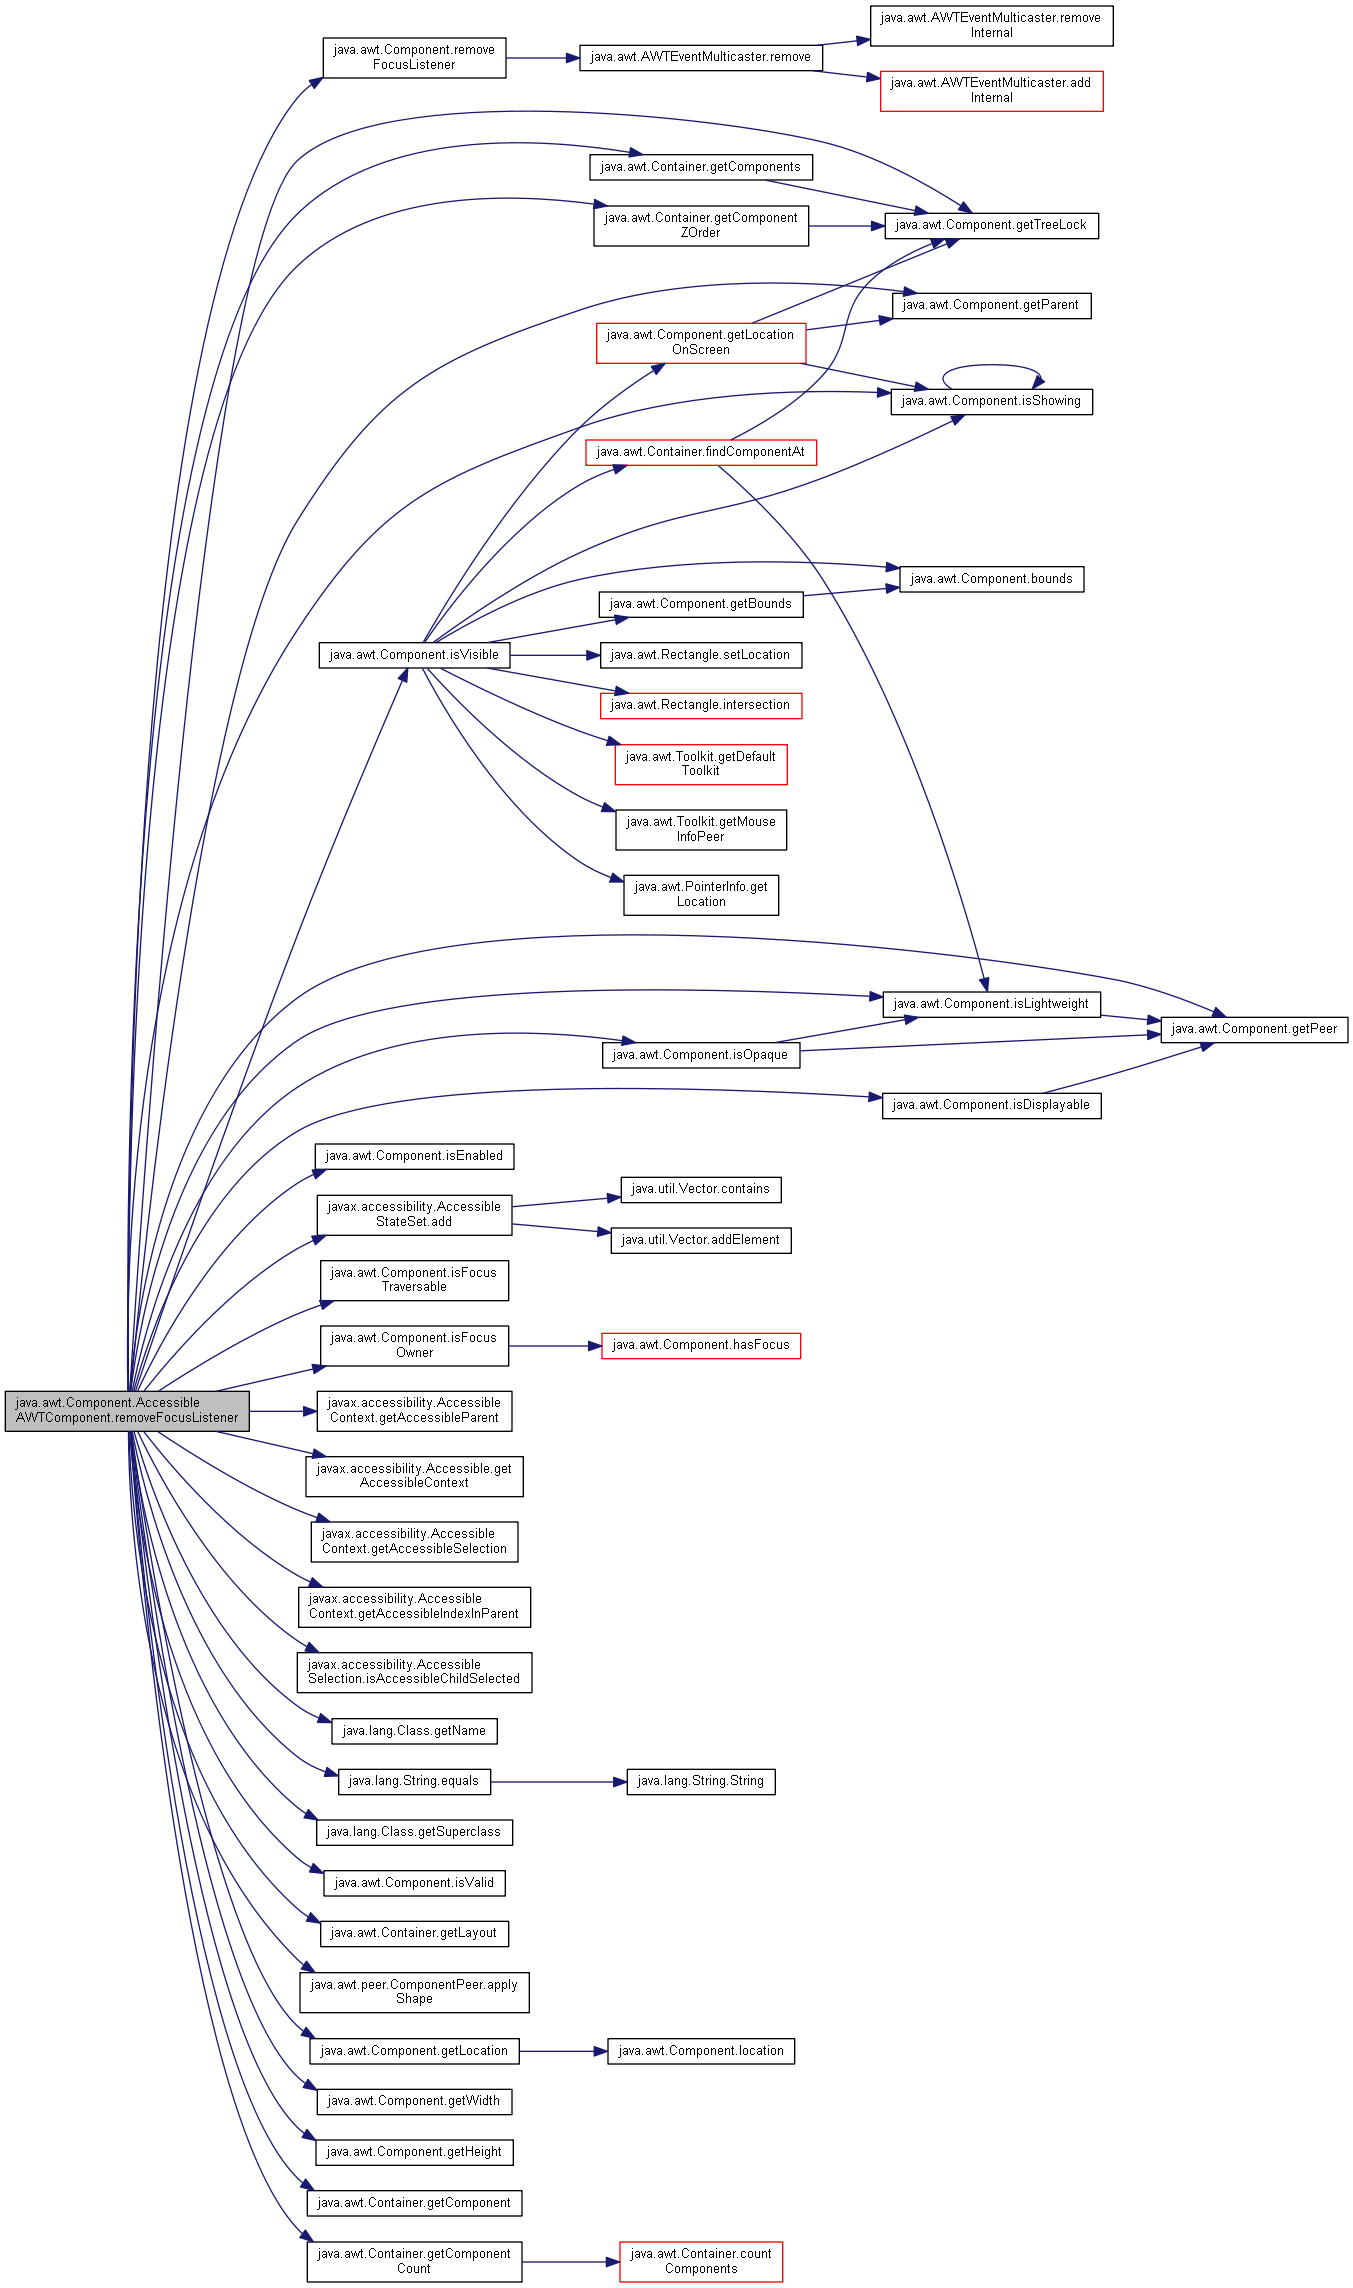 java.awt.AWTEventMulticaster.remove
Internal
java.awt.Component.remove
FocusListener
java.awt.AWTEventMulticaster.remove
java.awt.AWTEventMulticaster.add
Internal
java.awt.Container.getComponents
java.awt.Container.getComponent
ZOrder
java.awt.Component.getTreeLock
java.awt.Component.getParent
java.awt.Component.getLocation
OnScreen
java.awt.Component.isShowing
java.awt.Container.findComponentAt
java.awt.Component.bounds
java.awt.Component.getBounds
java.awt.Component.isVisible
java.awt.Rectangle.setLocation
java.awt.Rectangle.intersection
java.awt.Toolkit.getDefault
Toolkit
java.awt.Toolkit.getMouse
InfoPeer
java.awt.PointerInfo.get
Location
java.awt.Component.isLightweight
java.awt.Component.getPeer
java.awt.Component.isOpaque
java.awt.Component.isDisplayable
java.awt.Component.isEnabled
java.util.Vector.contains
javax.accessibility.Accessible
StateSet.add
java.util.Vector.addElement
java.awt.Component.isFocus
Traversable
java.awt.Component.isFocus
Owner
java.awt.Component.hasFocus
java.awt.Component.Accessible
AWTComponent.removeFocusListener
javax.accessibility.Accessible
Context.getAccessibleParent
javax.accessibility.Accessible.get
AccessibleContext
javax.accessibility.Accessible
Context.getAccessibleSelection
javax.accessibility.Accessible
Context.getAccessibleIndexInParent
javax.accessibility.Accessible
Selection.isAccessibleChildSelected
java.lang.Class.getName
java.lang.String.equals
java.lang.String.String
java.lang.Class.getSuperclass
java.awt.Component.isValid
java.awt.Container.getLayout
java.awt.peer.ComponentPeer.apply
Shape
java.awt.Component.getLocation
java.awt.Component.location
java.awt.Component.getWidth
java.awt.Component.getHeight
java.awt.Container.getComponent
java.awt.Container.getComponent
Count
java.awt.Container.count
Components